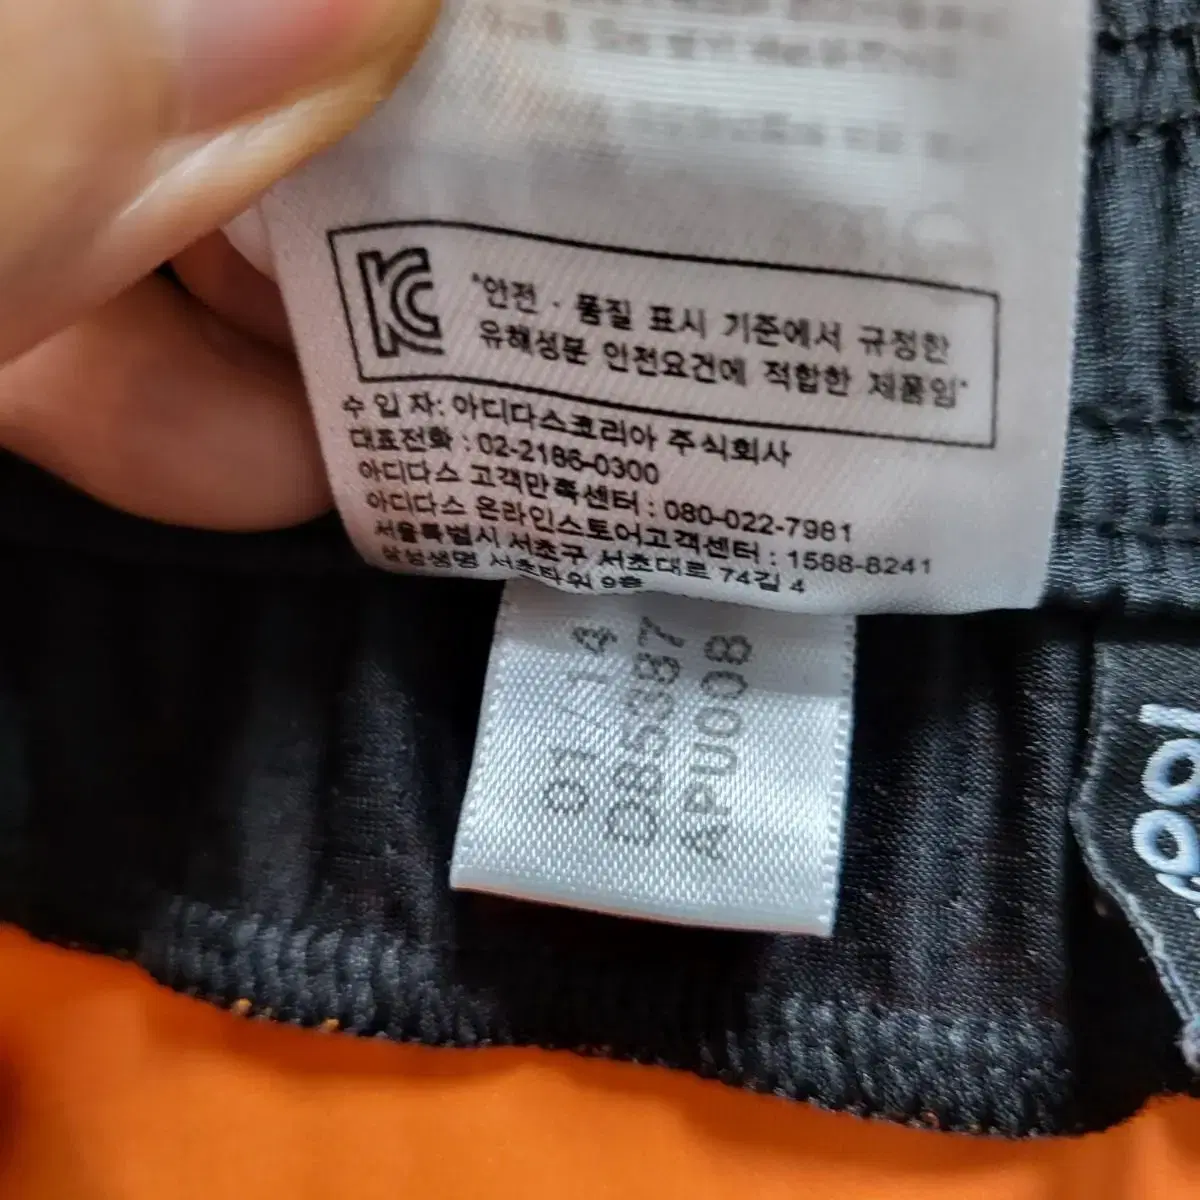 KC
"안전 · 품질 표시 기준에서 규정한
유해성분 안전요건에 적합한 제품임"
수 입 자: 아디다스코리아 주식회사
대표전화 : 02-2186-0300
아디다스 고객만족센터 : 080-022-7981
아디다스 온라인스토어고객센터 : 1588-8241
서울특별시 서초구 서초대로 74길 4
삼성생명 서초타워 9층
01/14
D85387
APU008